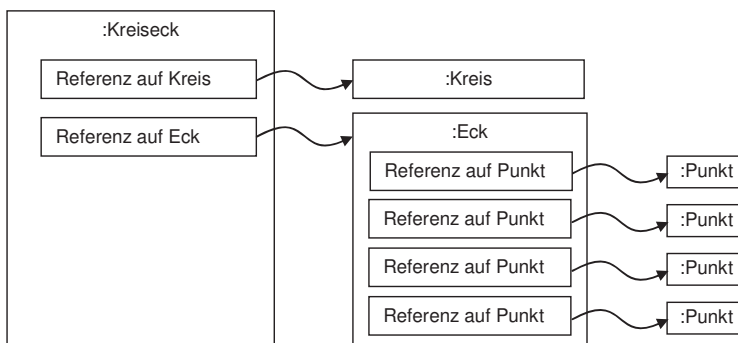 :Kreiseck
Referenz auf Kreis
:Kreis
Referenz auf Eck
:Eck
Referenz auf Punkt
:Punkt
Referenz auf Punkt
:Punkt
Referenz auf Punkt
:Punkt
Referenz auf Punkt
:Punkt